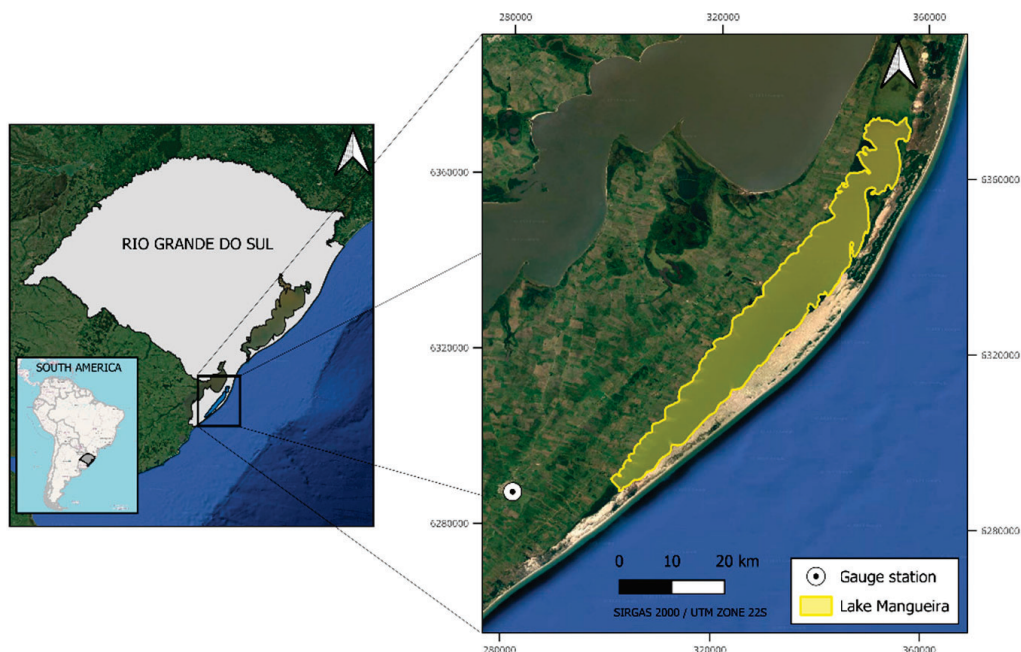 280000
320000
360000
6360000
6360000
RIO GRANDE DO SUL
6320000
6320000
SOUTH AMERICA
6280000
6280000
0 10 20 km
SIRGAS 2000 / UTM ZONE 22S
Gauge station
Lake Mangueira
280000
320000
360000